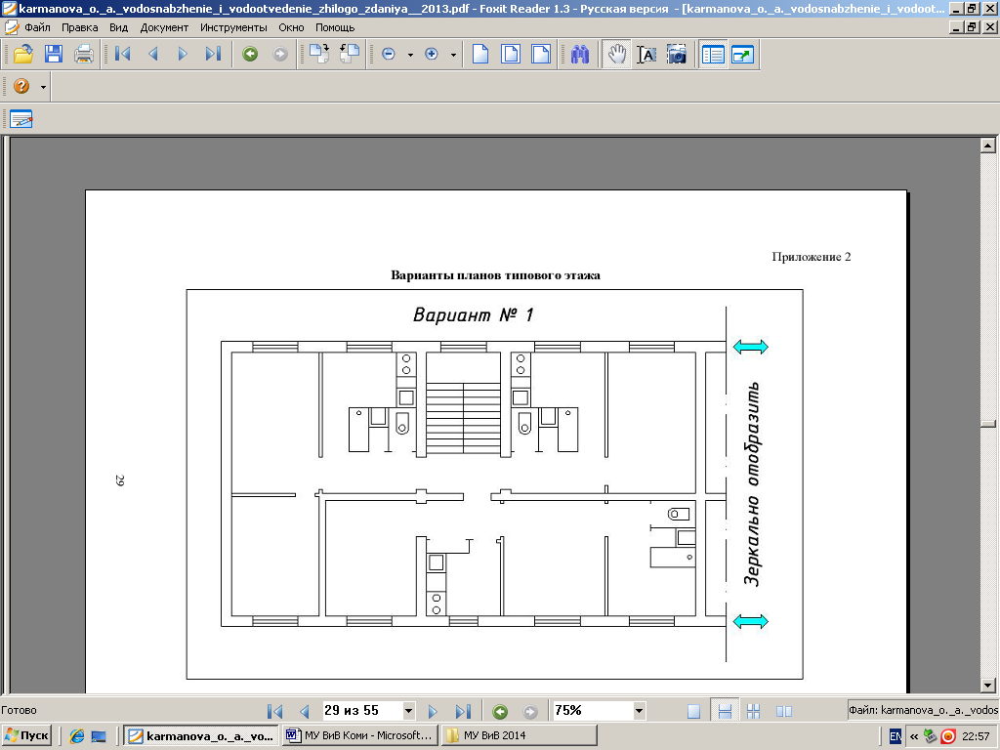 karmanova_o._a._vodosnabzhenie_i_vodootvedenie_zhilogo_zdaniya__2013.pdf - Foxit Reader 1.3 - Русская версия - [karmanova_o._a._vodosnabzhenie_i_vodoot...
Файл Правка Вид Документ Инструменты Окно Помощь
Приложение 2
Варианты планов типового этажа
Вариант № 1
Зеркально отобразить
29
Готово
29 из 55
75%
Файл: karmanova_o._a._vodos
Пуск
karmanova_o._a._vo...
МУ ВиВ Коми - Microsoft...
МУ ВиВ 2014
EN
22:57